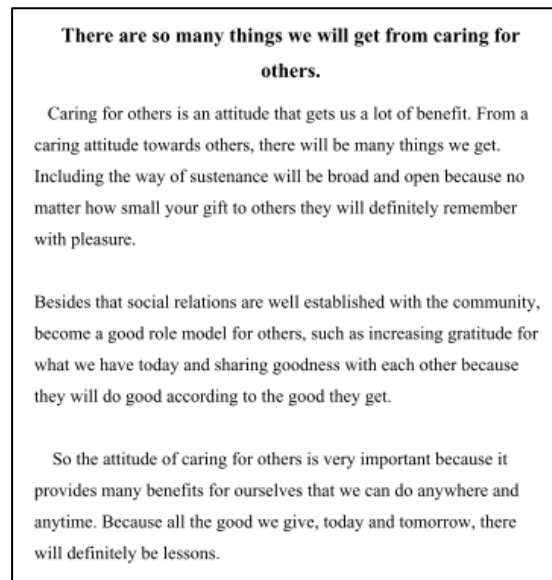 There are so many things we will get from caring for
others.
Caring for others is an attitude that gets us a lot of benefit. From a
caring attitude towards others, there will be many things we get.
Including the way of sustenance will be broad and open because no
matter how small your gift to others they will definitely remember
with pleasure.
Besides that social relations are well established with the community,
become a good role model for others, such as increasing gratitude for
what we have today and sharing goodness with each other because
they will do good according to the good they get.
So the attitude of caring for others is very important because it
provides many benefits for ourselves that we can do anywhere and
anytime. Because all the good we give, today and tomorrow, there
will definitely be lessons.